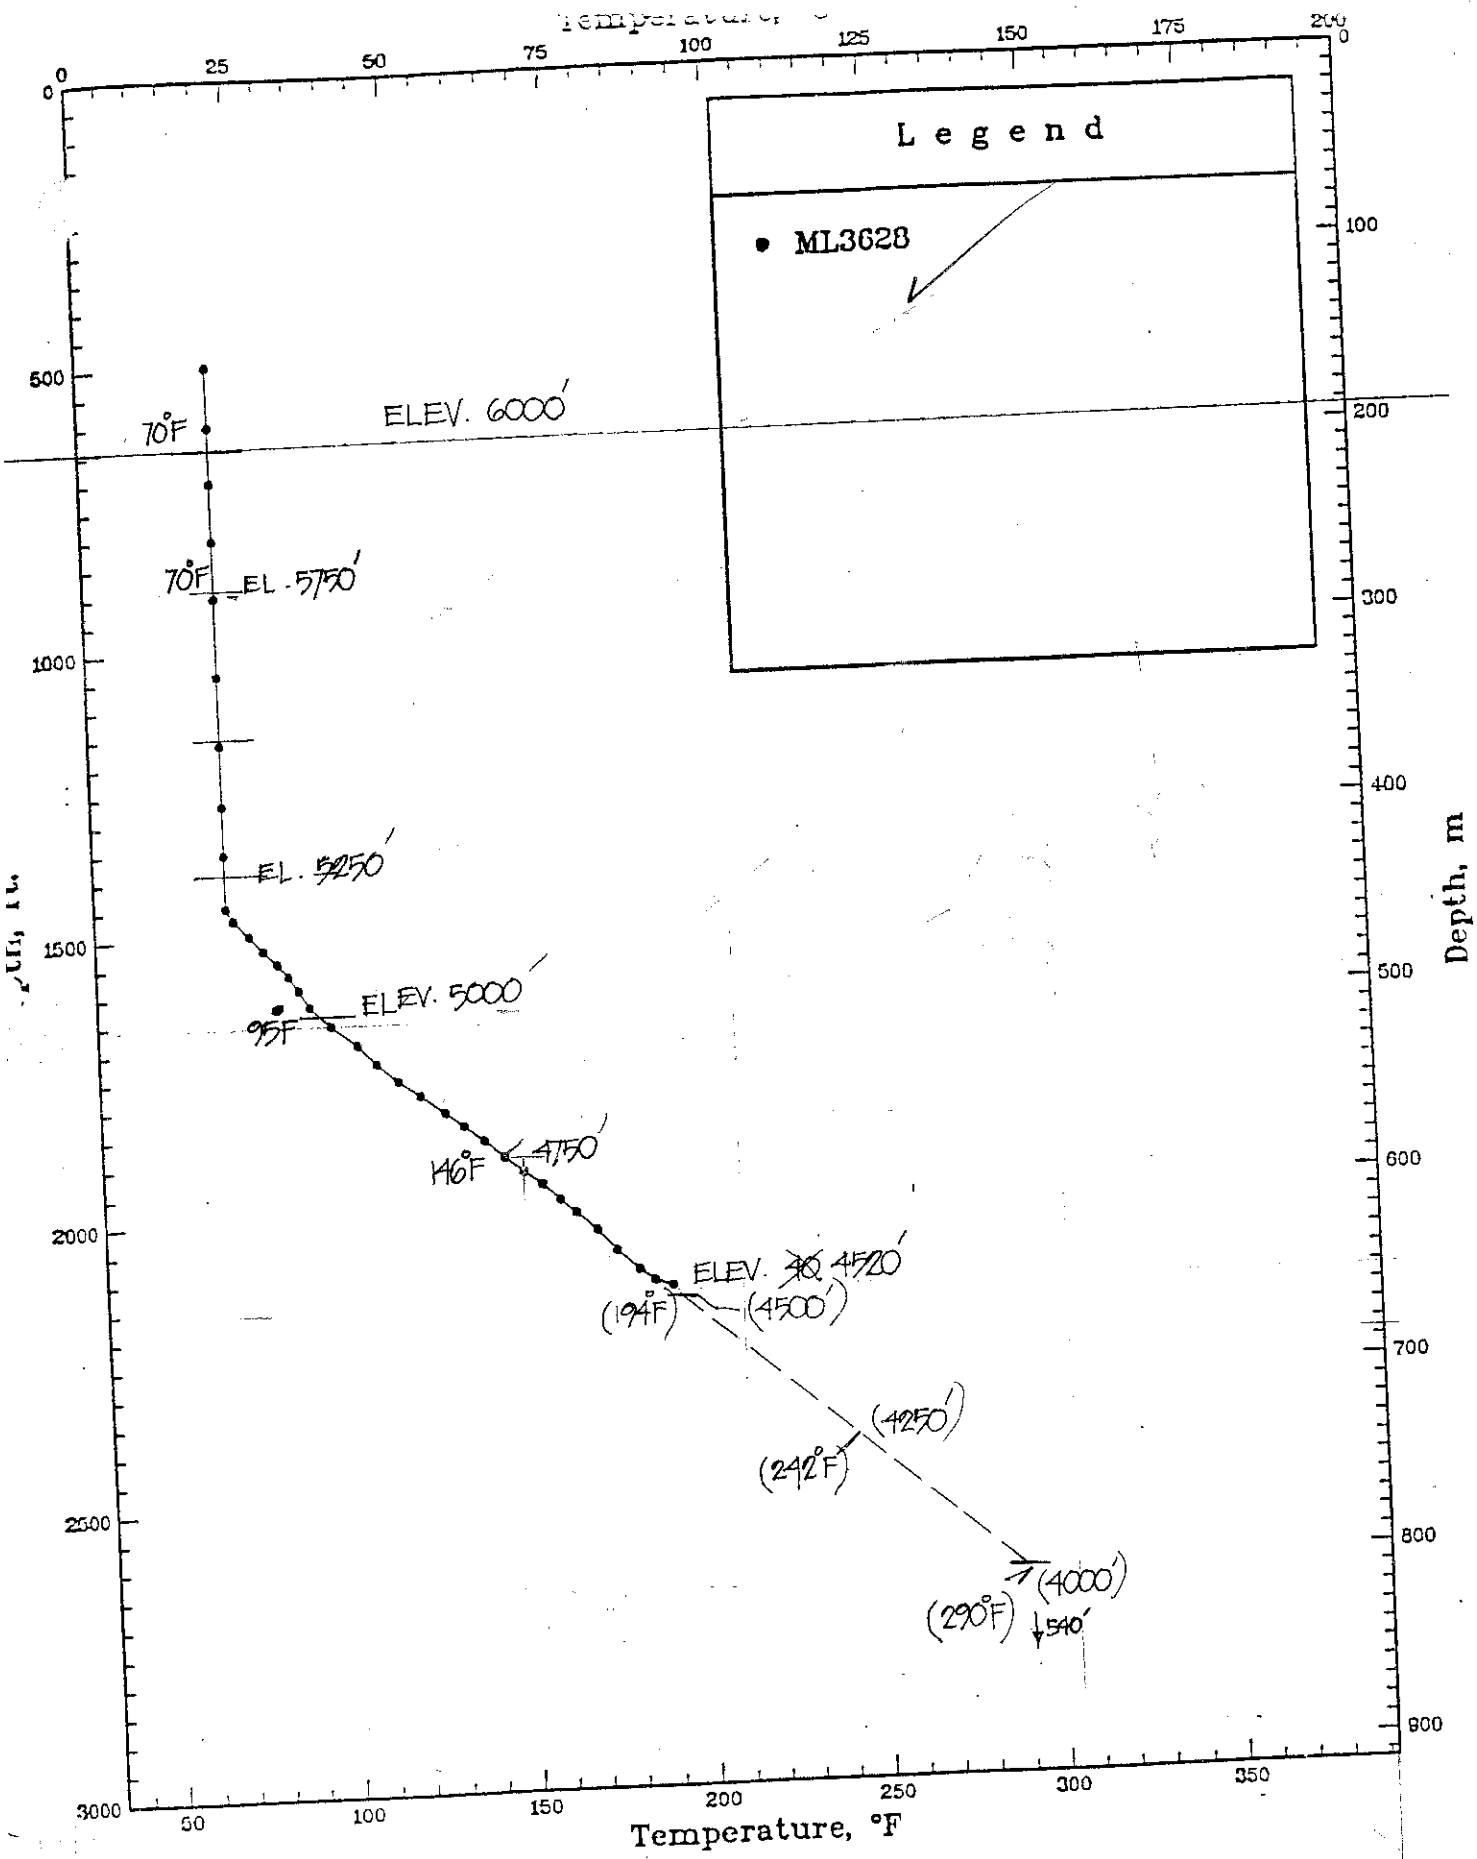 Temperature, °C
0 25 50 75 100 125 150 175 200
0
0
Legend
• ML3628
100
500
70°F
ELEV. 6000'
200
70°F
EL. 5750'
300
1000
400
EL. 5250'
Depth, m
1500
500
ELEV. 5000'
95°F
4750'
146°F
600
2000
ELEV. 4520'
(194°F)
(4500')
700
(4250')
(242°F)
2500
800
(4000')
(290°F)
540'
900
3000
50 100 150 200 250 300 350
Temperature, °F